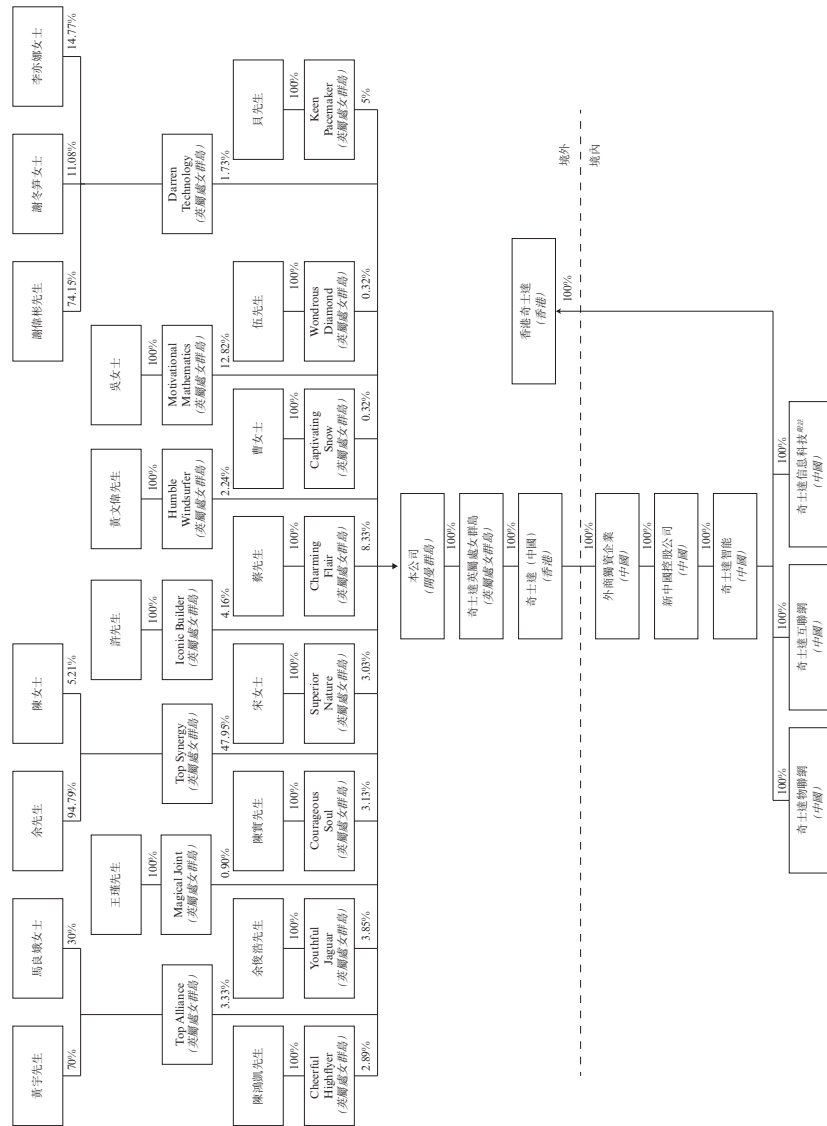 黃宇先生
馬良娥女士
余先生
陳女士
謝偉彬先生
謝冬筍女士
李亦娜女士
70%
30%
94.79%
5.21%
74.15%
11.08%
14.77%
王瑾先生
許先生
黃文偉先生
吳女士
100%
100%
100%
100%
Top Alliance
(英屬處女群島)
Magical Joint
(英屬處女群島)
Top Synergy
(英屬處女群島)
Iconic Builder
(英屬處女群島)
Humble
Windsurfer
(英屬處女群島)
Motivational
Mathematics
(英屬處女群島)
Darren
Technology
(英屬處女群島)
3.33%
0.90%
47.95%
4.16%
2.24%
12.82%
1.73%
陳鴻凱先生
余俊浩先生
陳實先生
宋女士
蔡先生
曹女士
伍先生
貝先生
100%
100%
100%
100%
100%
100%
100%
100%
Cheerful
Highflyer
(英屬處女群島)
Youthful
Jaguar
(英屬處女群島)
Courageous
Soul
(英屬處女群島)
Superior
Nature
(英屬處女群島)
Charming
Flair
(英屬處女群島)
Captivating
Snow
(英屬處女群島)
Wondrous
Diamond
(英屬處女群島)
Keen
Pacemaker
(英屬處女群島)
2.89%
3.85%
3.13%
3.03%
8.33%
0.32%
0.32%
5%
本公司
(開曼群島)
100%
奇士達英屬處女群島
(英屬處女群島)
100%
奇士達（中國）
(香港)
香港奇士達
(香港)
100%
100%
境外
境內
外商獨資企業
(中國)
100%
新中國控股公司
(中國)
100%
奇士達智能
(中國)
100%
100%
100%
奇士達物聯網
(中國)
奇士達互聯網
(中國)
奇士達信息科技附註
(中國)